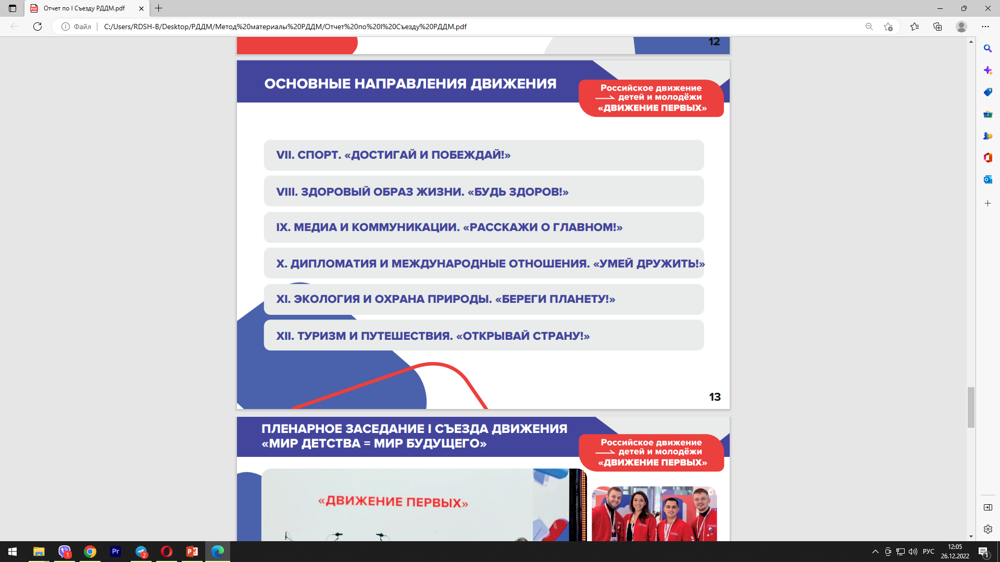 Отчет по I Съезду РДДМ.pdf
Файл
C:/Users/RDSH-B/Desktop/РДДМ/Метод%20материалы%20РДДМ/Отчет%20по%20I%20Съезду%20РДДМ.pdf
12
ОСНОВНЫЕ НАПРАВЛЕНИЯ ДВИЖЕНИЯ
Российское движение
детей и молодёжи
«ДВИЖЕНИЕ ПЕРВЫХ»
VII. СПОРТ. «ДОСТИГАЙ И ПОБЕЖДАЙ!»
VIII. ЗДОРОВЫЙ ОБРАЗ ЖИЗНИ. «БУДЬ ЗДОРОВ!»
IX. МЕДИА И КОММУНИКАЦИИ. «РАССКАЖИ О ГЛАВНОМ!»
X. ДИПЛОМАТИЯ И МЕЖДУНАРОДНЫЕ ОТНОШЕНИЯ. «УМЕЙ ДРУЖИТЬ!»
XI. ЭКОЛОГИЯ И ОХРАНА ПРИРОДЫ. «БЕРЕГИ ПЛАНЕТУ!»
XII. ТУРИЗМ И ПУТЕШЕСТВИЯ. «ОТКРЫВАЙ СТРАНУ!»
13
ПЛЕНАРНОЕ ЗАСЕДАНИЕ I СЪЕЗДА ДВИЖЕНИЯ
«МИР ДЕТСТВА = МИР БУДУЩЕГО»
Российское движение
детей и молодёжи
«ДВИЖЕНИЕ ПЕРВЫХ»
«ДВИЖЕНИЕ ПЕРВЫХ»
1
Pr
2
РУС
12:05
26.12.2022
1